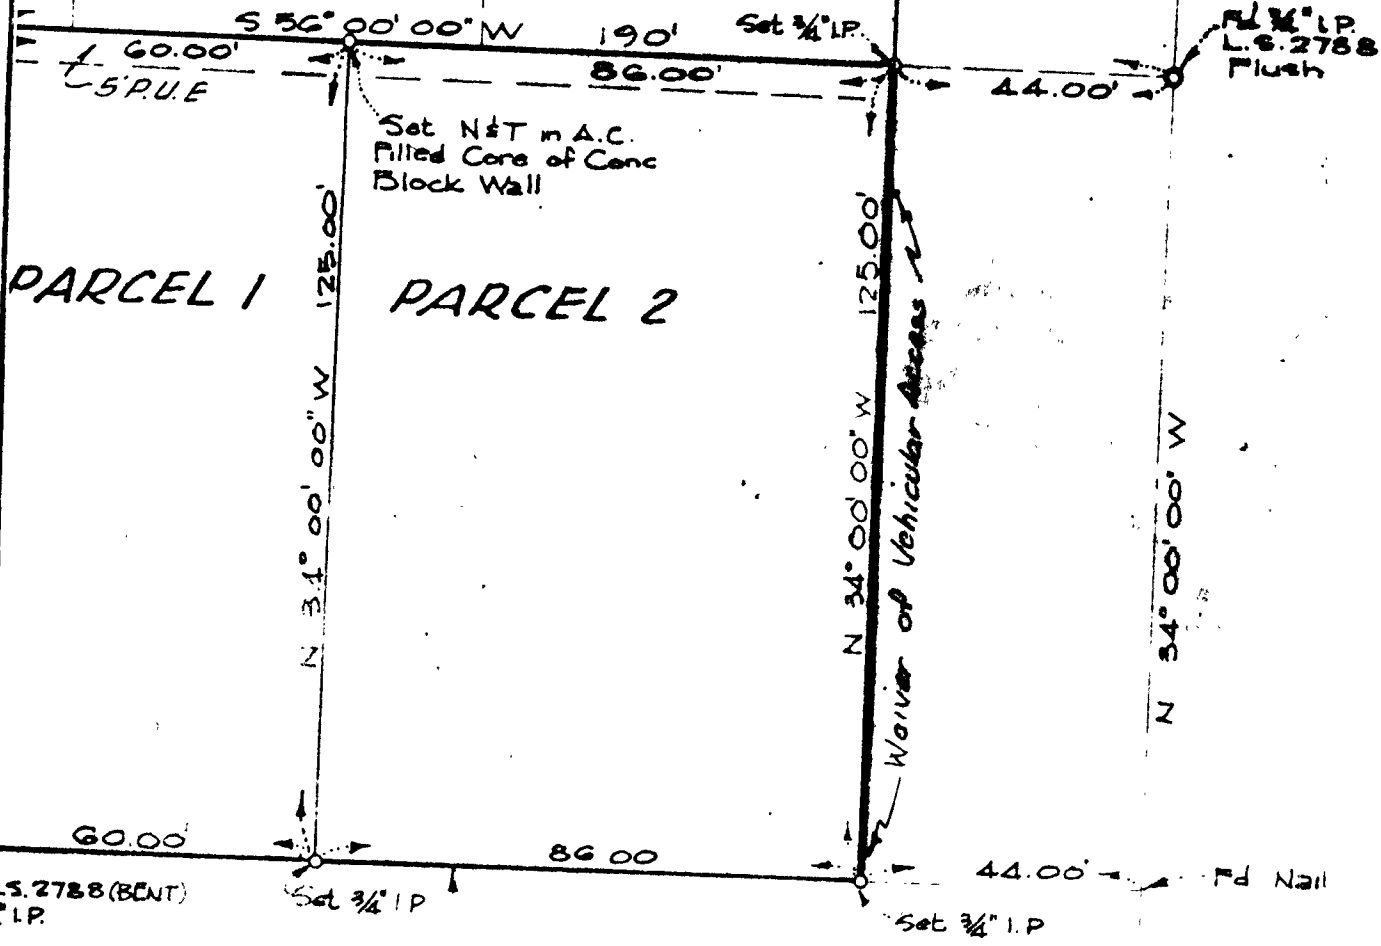 S 56° 00' 00" W 190'
Set ¾" I.P.
Fd ¾" I.P.
L.S. 2788
Flush
60.00'
86.00'
44.00'
5' P.U.E
Set N&T in A.C.
Filled Core of Conc
Block Wall
PARCEL 1
PARCEL 2
N 34° 00' 00" W 125.00'
N 34° 00' 00" W 125.00'
Waiver of Vehicular Access
N 34° 00' 00" W
60.00'
86 00
44.00'
Fd Nail
L.S. 2788 (BENT)
" I.P.
Set ¾" I P
Set ¾" I.P